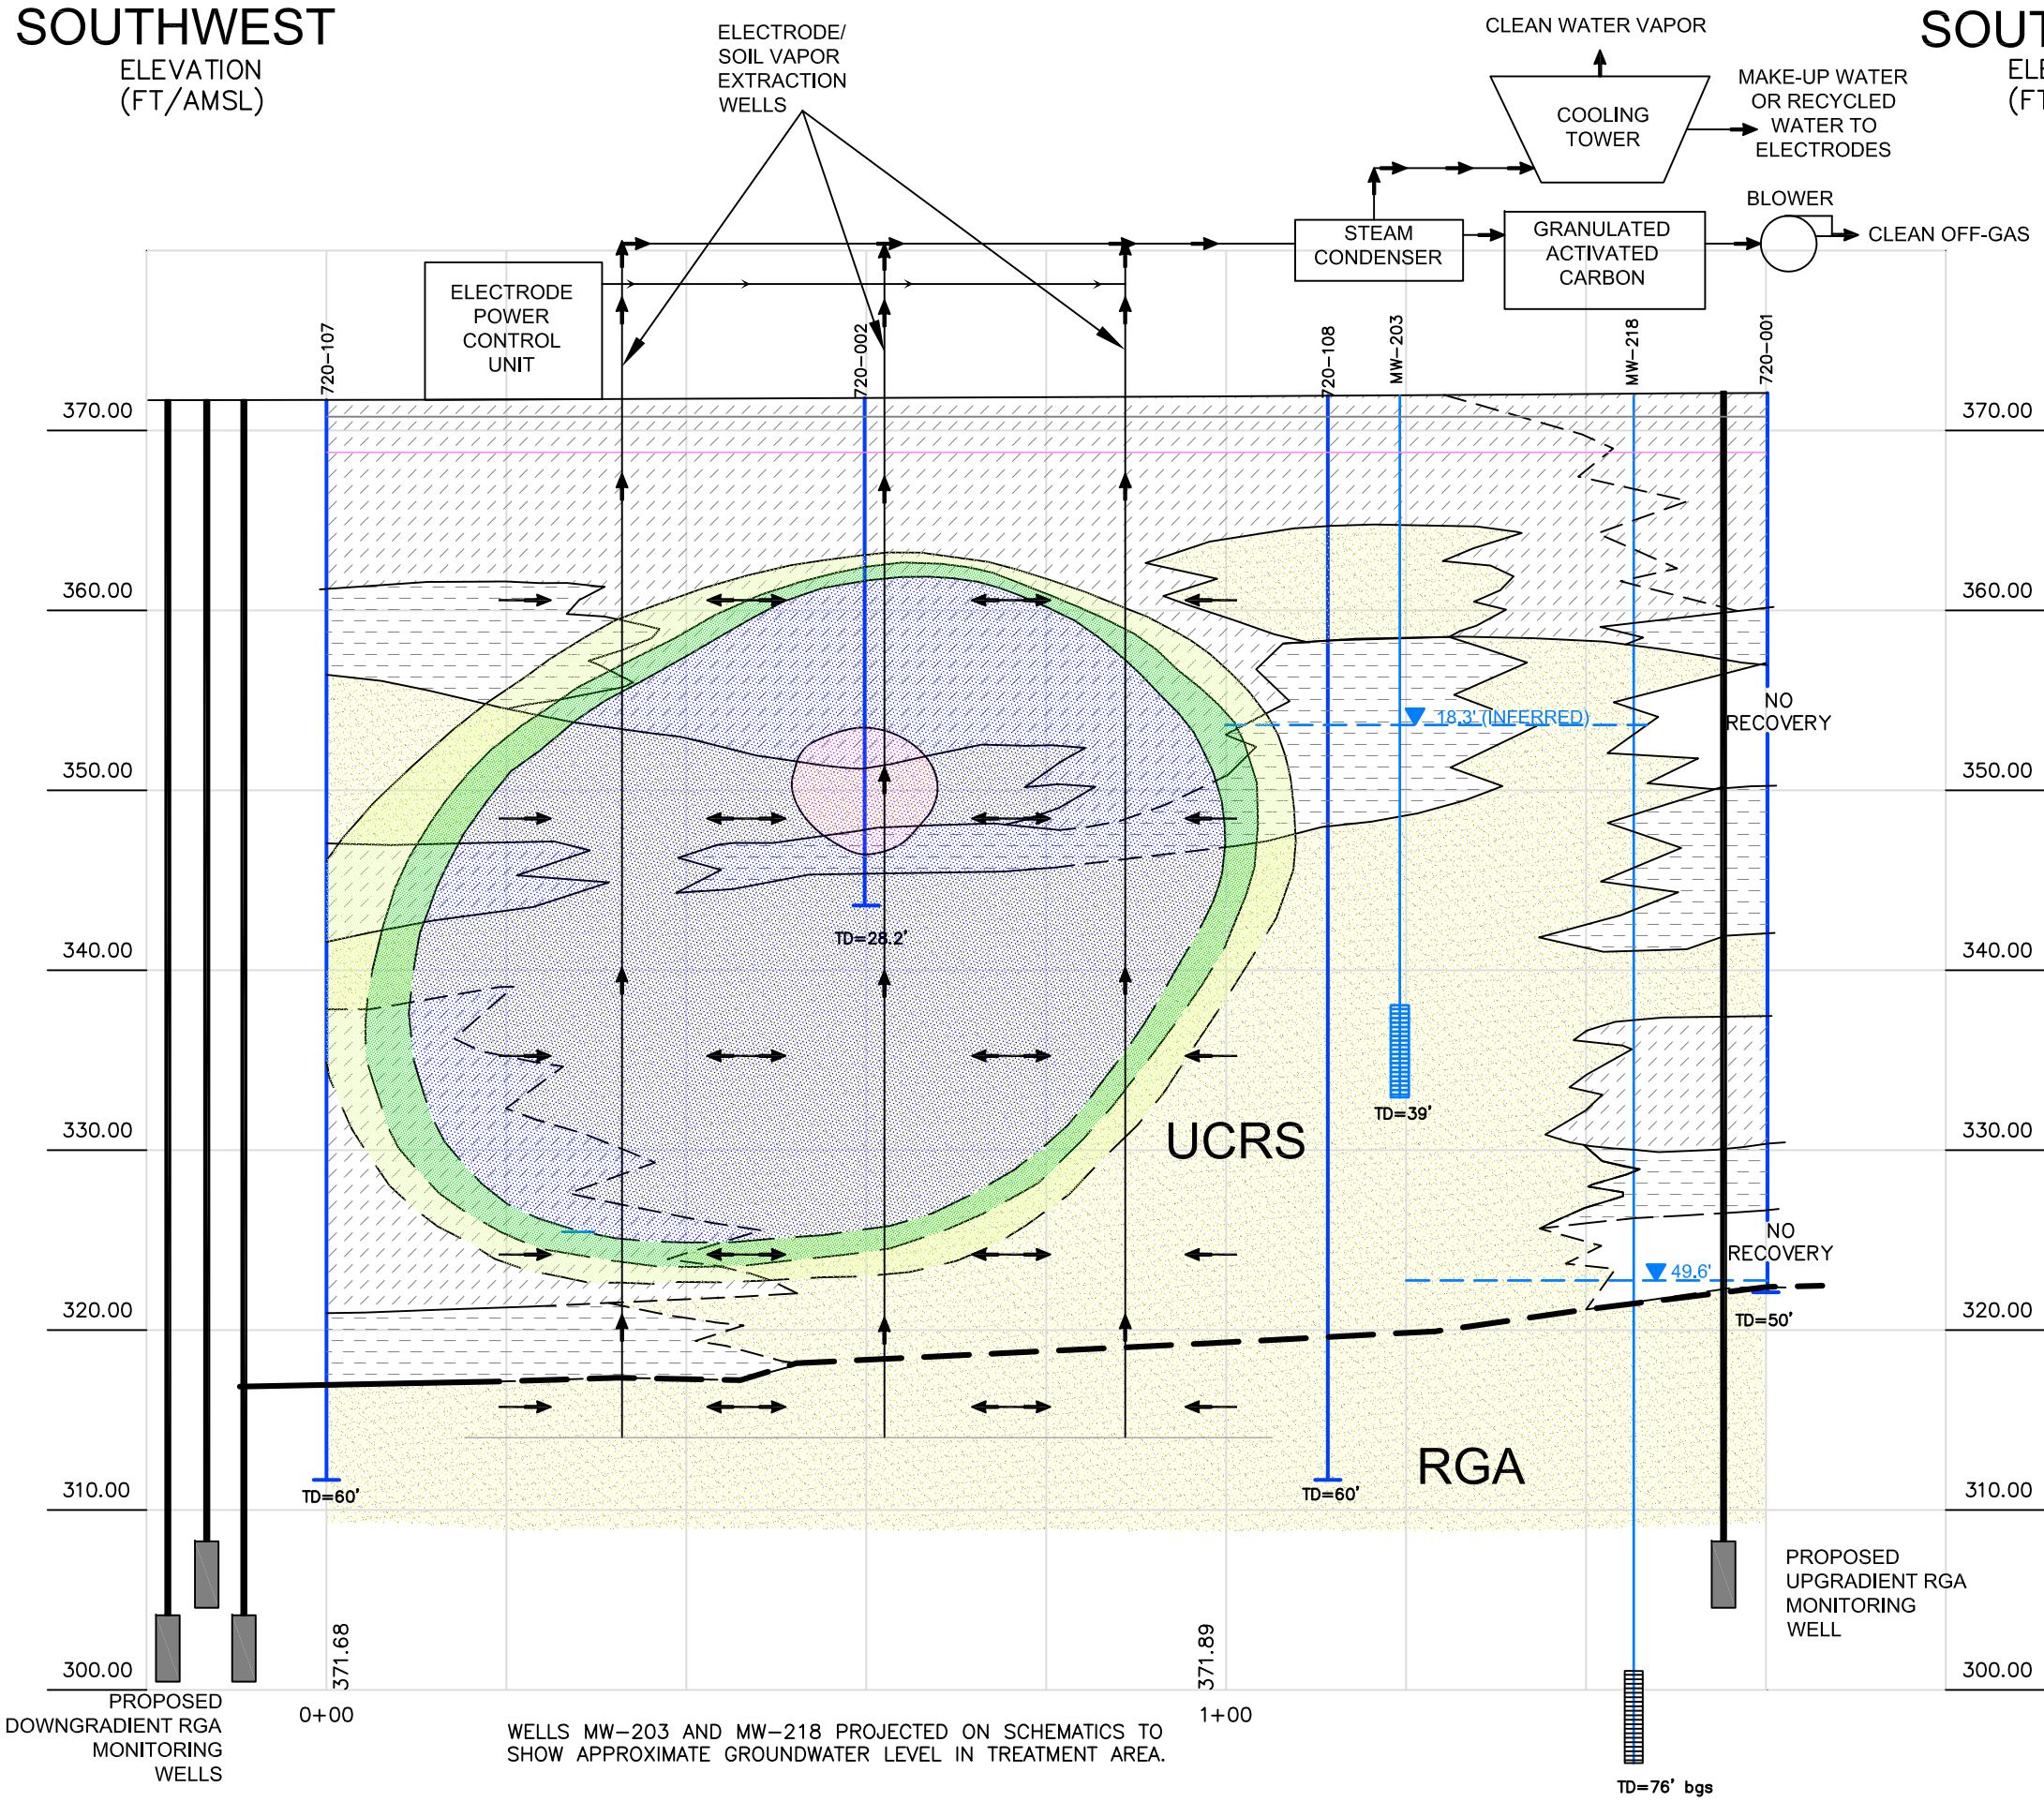 SOUTHWEST
ELEVATION
(FT/AMSL)
ELECTRODE/
SOIL VAPOR
EXTRACTION
WELLS
CLEAN WATER VAPOR
COOLING
TOWER
MAKE-UP WATER
OR RECYCLED
WATER TO
ELECTRODES
SOUT
ELE
(FT
BLOWER
CLEAN OFF-GAS
STEAM
CONDENSER
GRANULATED
ACTIVATED
CARBON
ELECTRODE
POWER
CONTROL
UNIT
720-107
720-002
720-108
MW-203
MW-218
720-001
370.00
370.00
360.00
360.00
NO
RECOVERY
18.3' (INFERRED)
350.00
350.00
TD=28.2'
340.00
340.00
TD=39'
330.00
330.00
UCRS
NO
RECOVERY
49.6'
320.00
320.00
TD=50'
RGA
310.00
310.00
TD=60'
TD=60'
PROPOSED
UPGRADIENT RGA
MONITORING
WELL
371.68
371.89
300.00
300.00
PROPOSED
DOWNGRADIENT RGA
MONITORING
WELLS
0+00
1+00
WELLS MW-203 AND MW-218 PROJECTED ON SCHEMATICS TO
SHOW APPROXIMATE GROUNDWATER LEVEL IN TREATMENT AREA.
TD=76' bgs